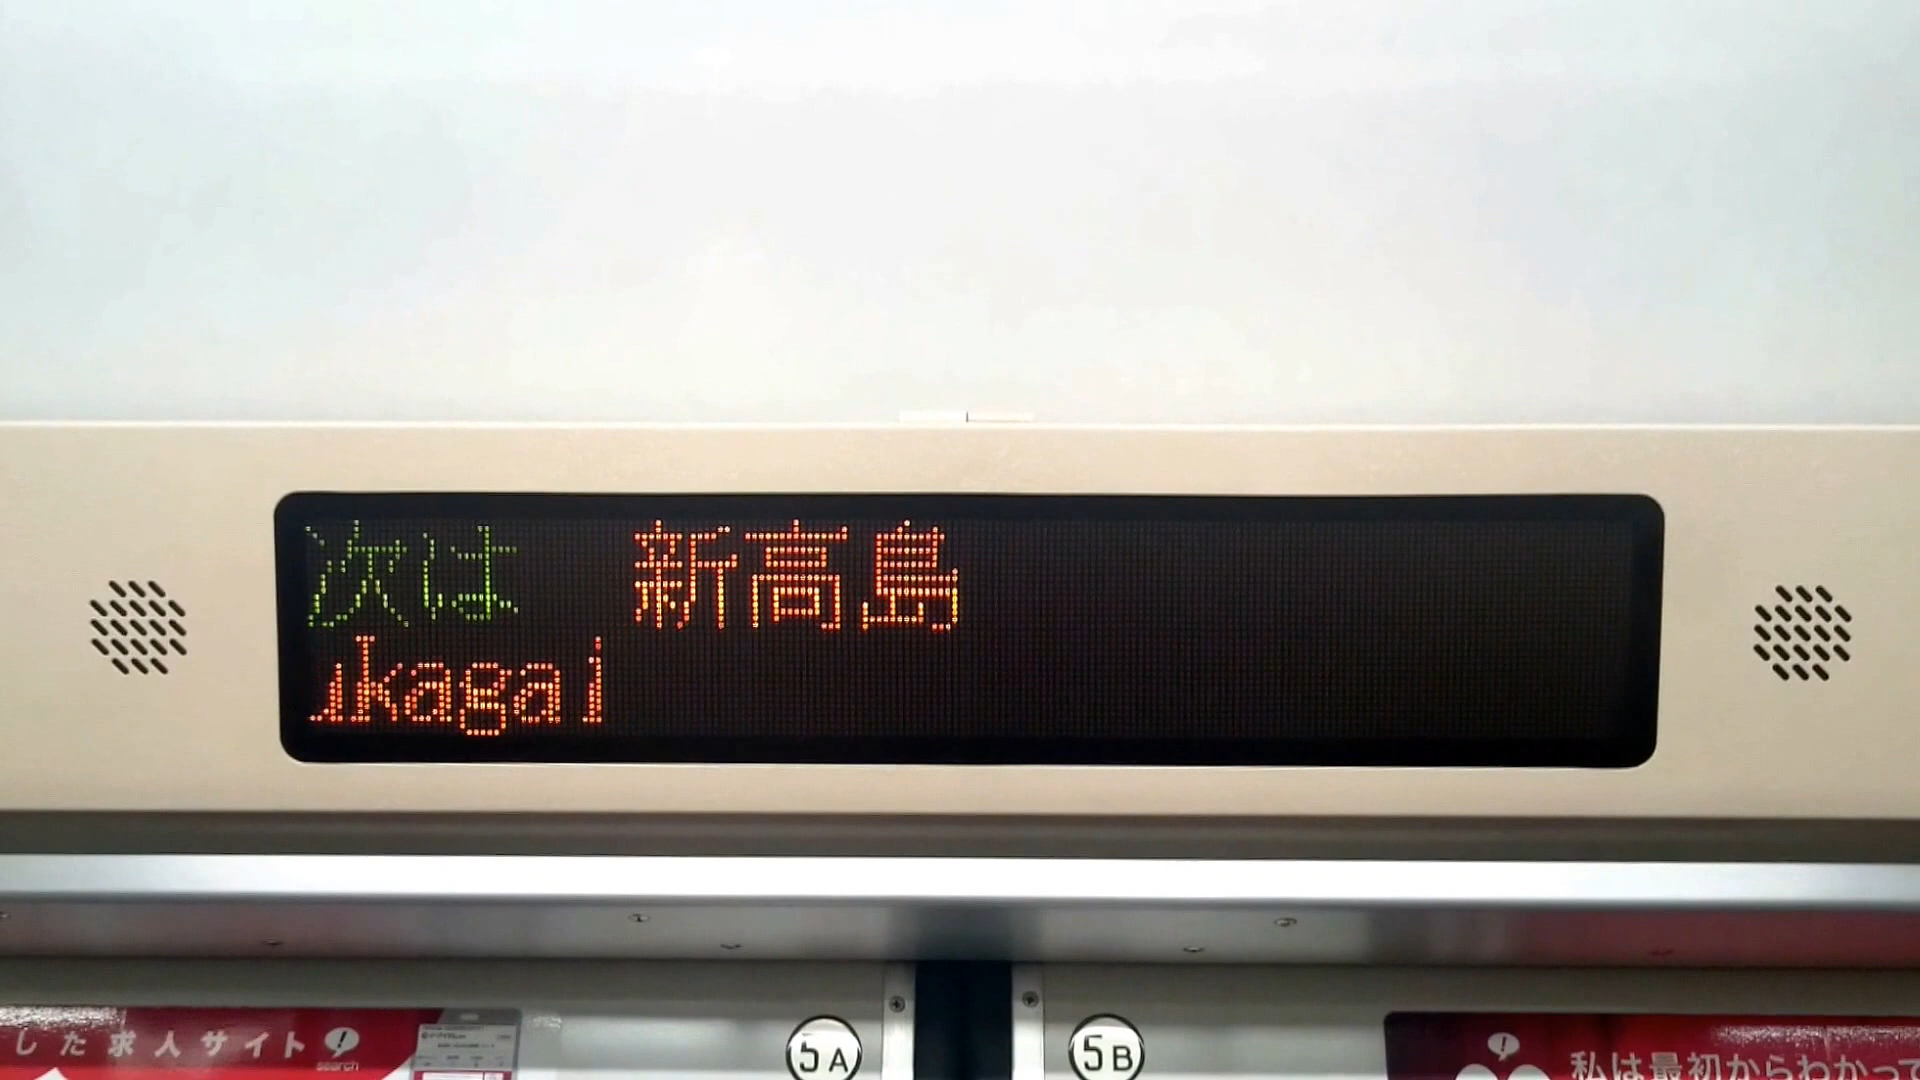 次は 新高島
kagai
した求人サイト
search
5A
5B
私は最初からわかって